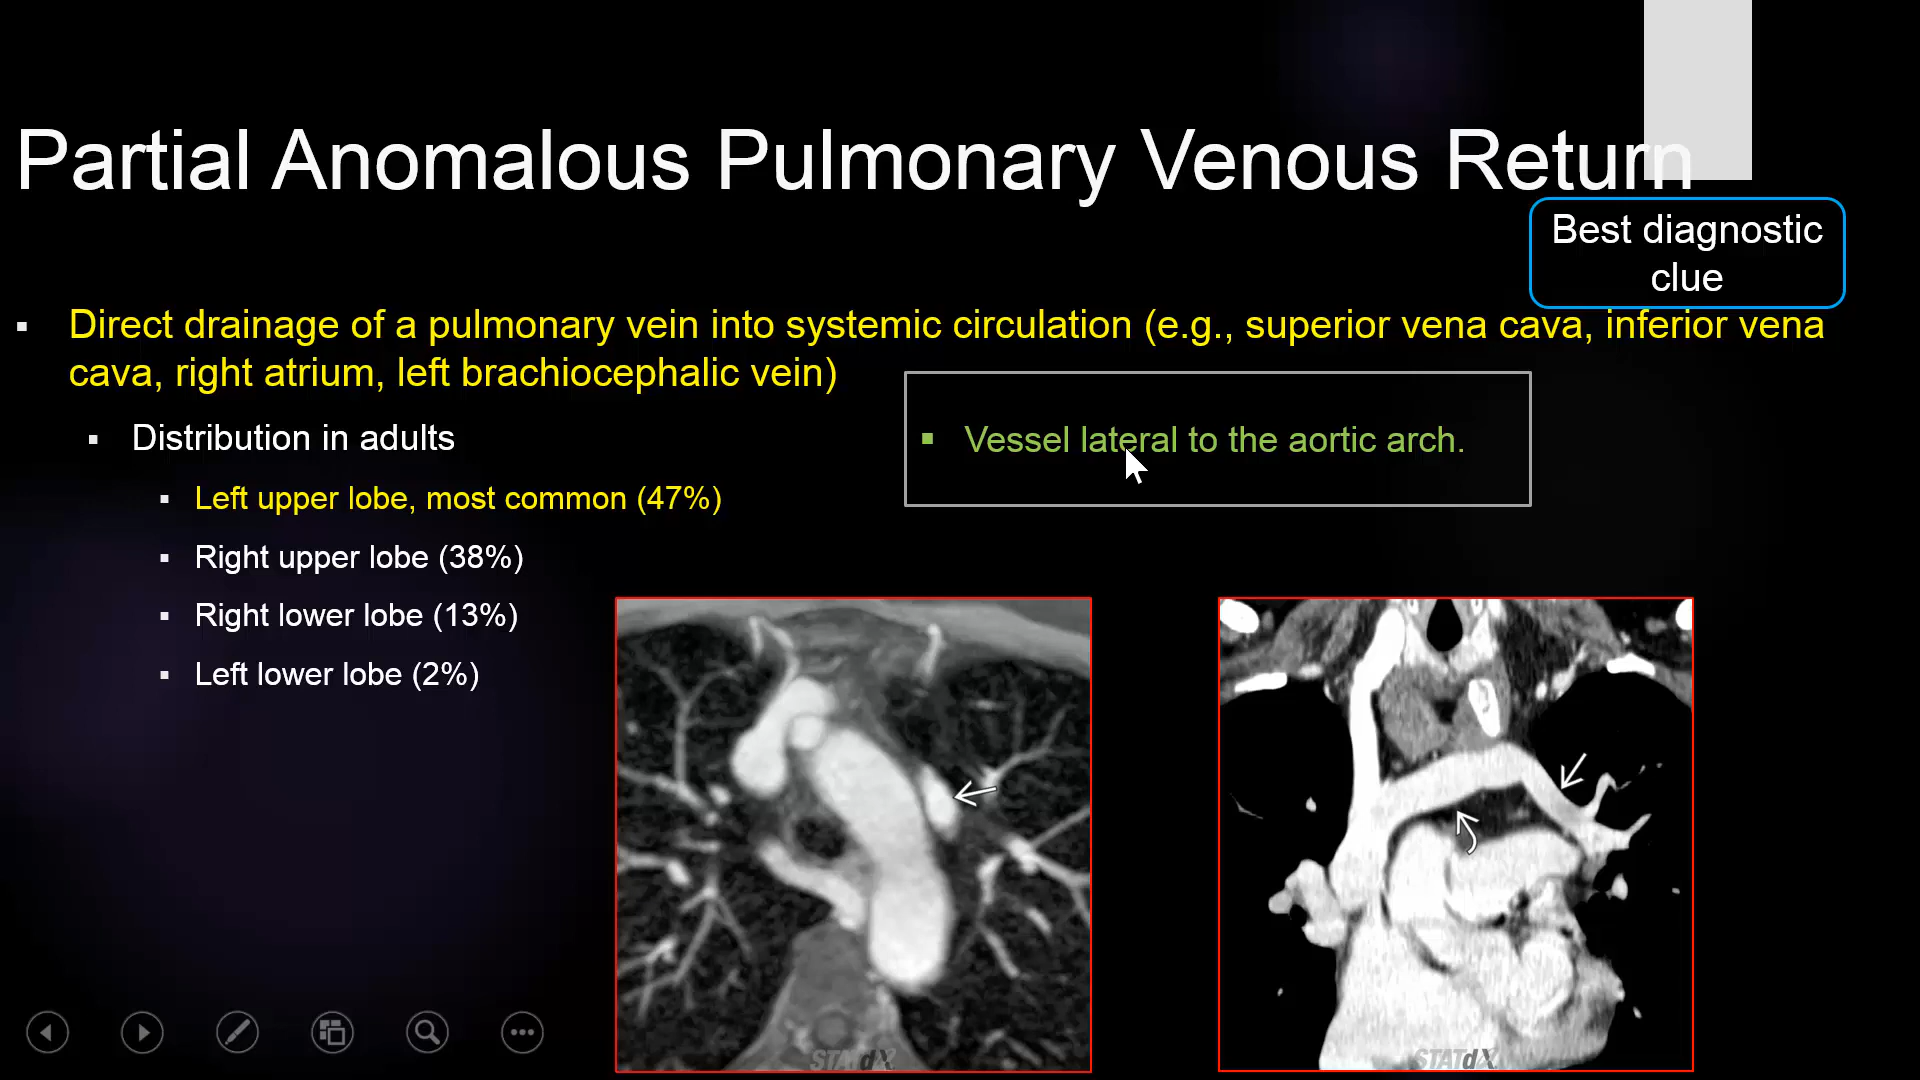 Partial Anomalous Pulmonary Venous Return
Best diagnostic
clue
▪ Direct drainage of a pulmonary vein into systemic circulation (e.g., superior vena cava, inferior vena
cava, right atrium, left brachiocephalic vein)
▪ Distribution in adults
▪ Left upper lobe, most common (47%)
▪ Right upper lobe (38%)
▪ Right lower lobe (13%)
▪ Left lower lobe (2%)
▪ Vessel lateral to the aortic arch.
STATdX
STATdX